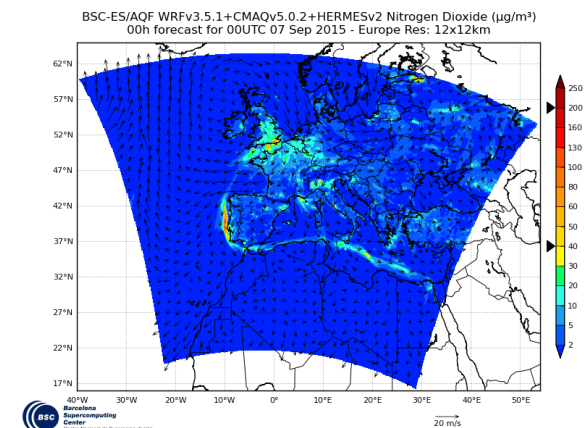 BSC-ES/AQF WRFv3.5.1+CMAQv5.0.2+HERMESv2 Nitrogen Dioxide (µg/m³)
00h forecast for 00UTC 07 Sep 2015 - Europe Res: 12x12km
62°N
57°N
52°N
47°N
42°N
37°N
32°N
27°N
22°N
17°N
40°W 30°W 20°W 10°W 0° 10°E 20°E 30°E 40°E 50°E
250
200
160
130
100
80
60
50
40
30
20
10
5
2
20 m/s
BSC
Barcelona
Supercomputing
Center